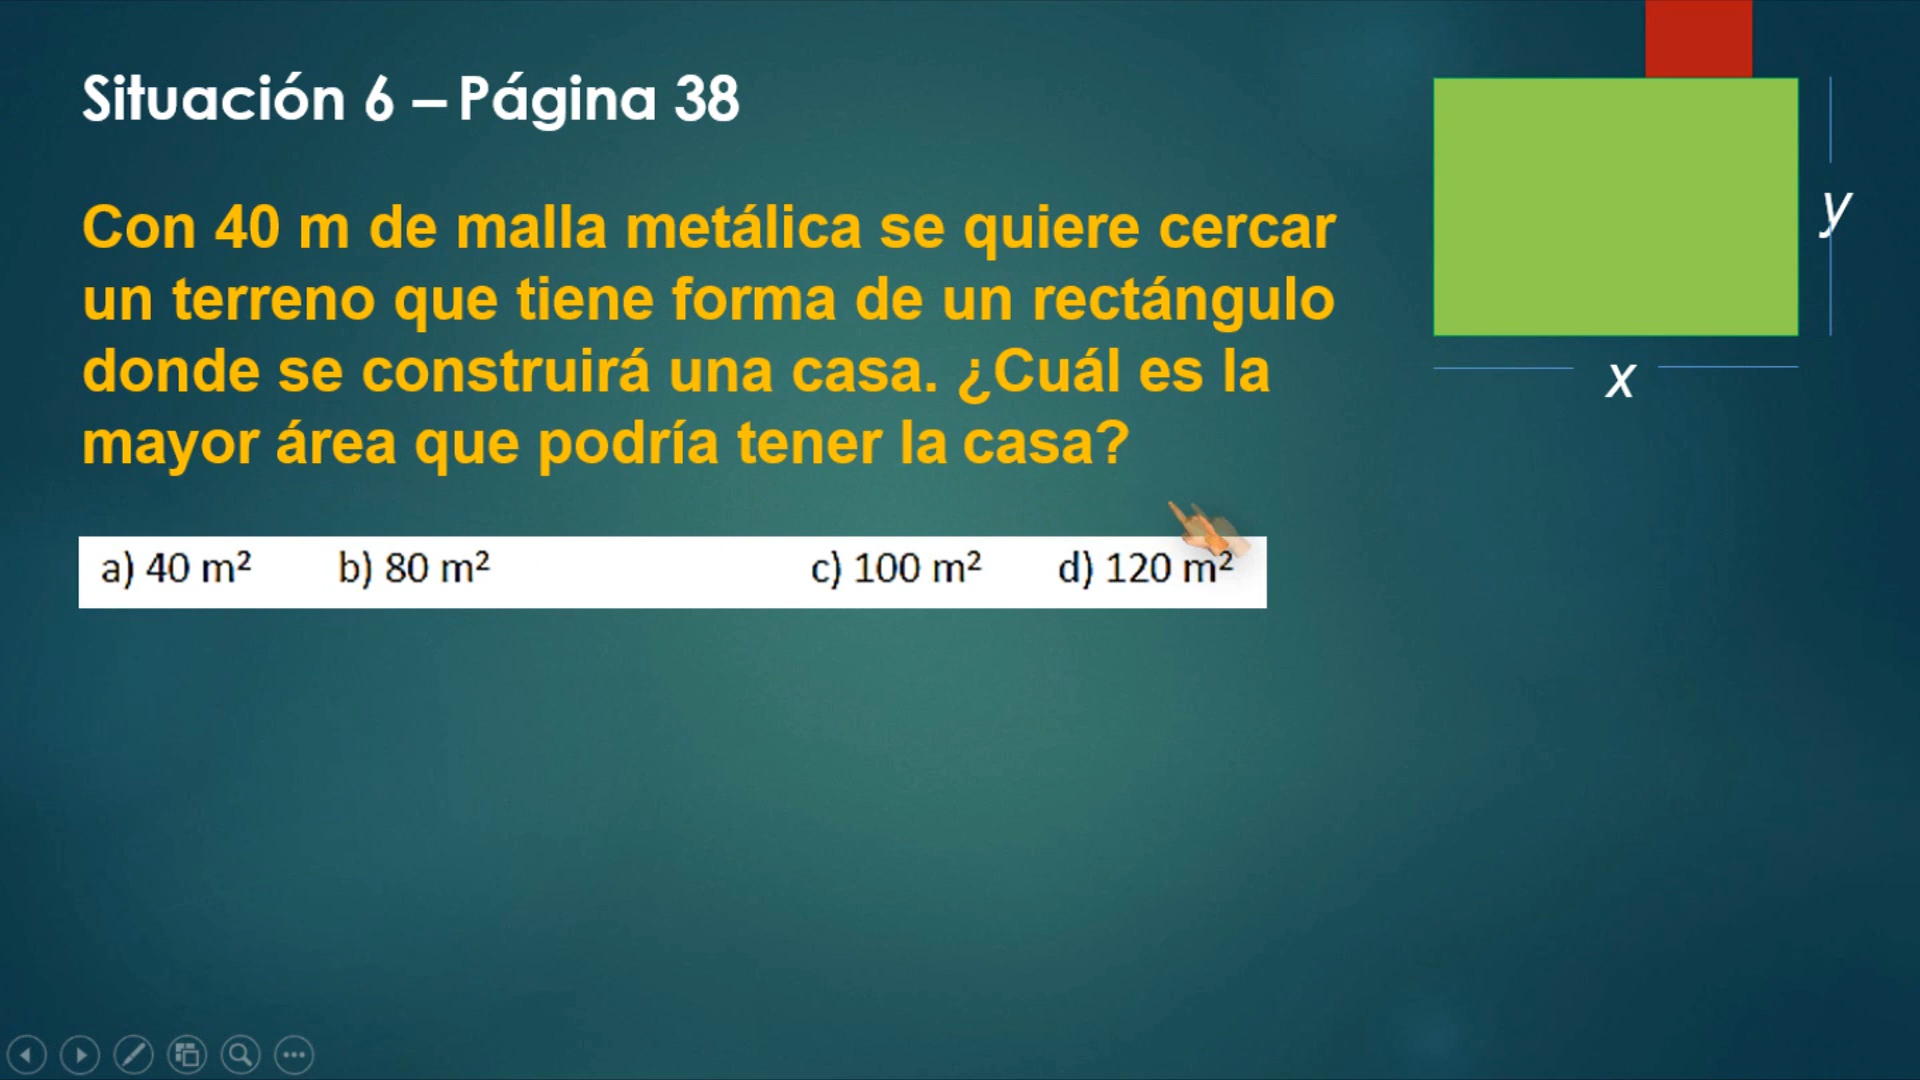 Situación 6 – Página 38
Con 40 m de malla metálica se quiere cercar
un terreno que tiene forma de un rectángulo
donde se construirá una casa. ¿Cuál es la
mayor área que podría tener la casa?
a) 40 m² b) 80 m² c) 100 m² d) 120 m²
y
x